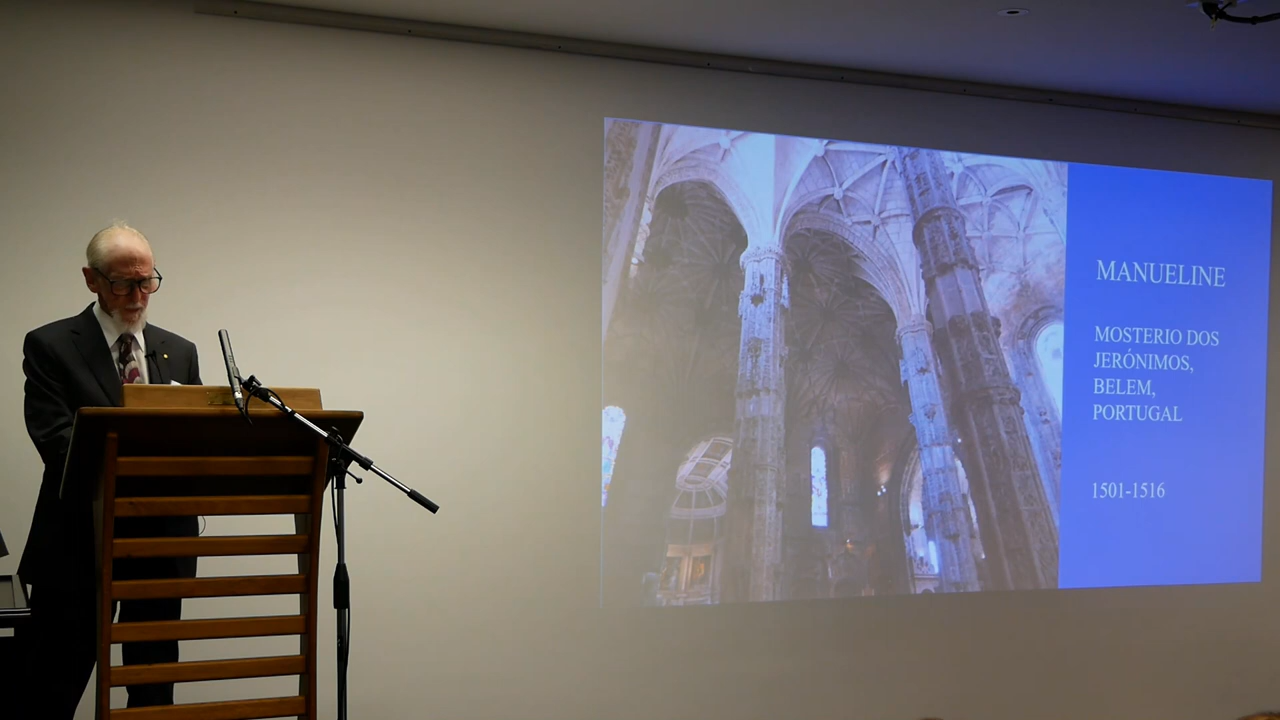 MANUELINE
MOSTERIO DOS
JERÓNIMOS,
BELEM,
PORTUGAL
1501-1516